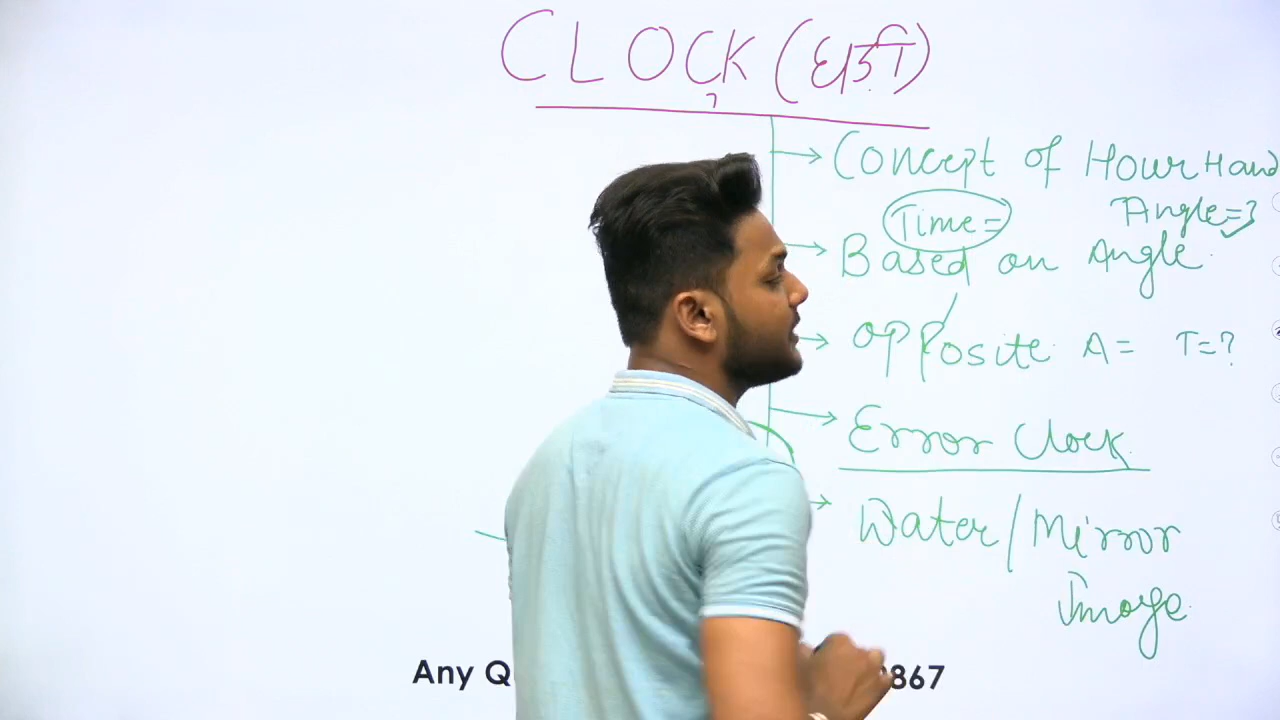 CLOCK (घड़ी)
Concept of Hour Hand
Time= Angle=?
Based on Angle
Opposite A= T=?
Error Clock
Water/Mirror
Image
Any Q 867